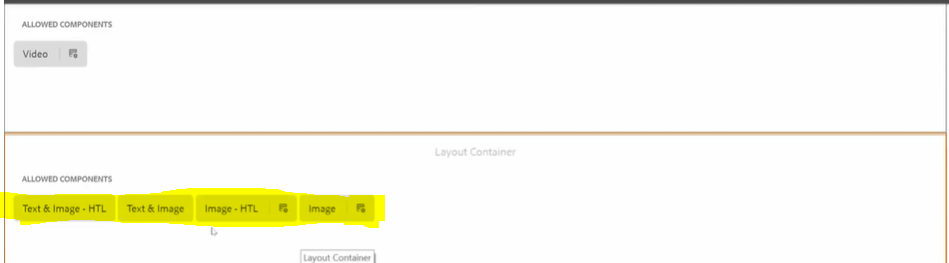 ALLOWED COMPONENTS
Video
Layout Container
ALLOWED COMPONENTS
Text & Image - HTL Text & Image Image - HTL Image
Layout Container